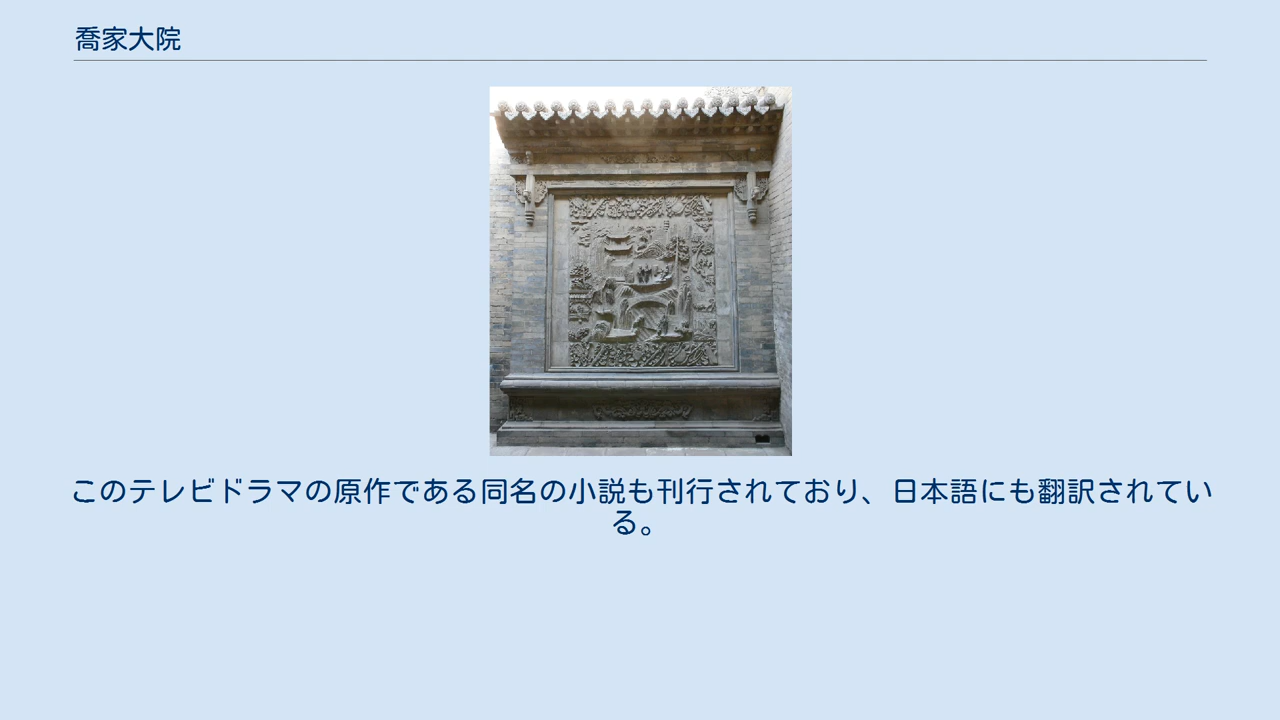 喬家大院
このテレビドラマの原作である同名の小説も刊行されており、日本語にも翻訳されてい
る。